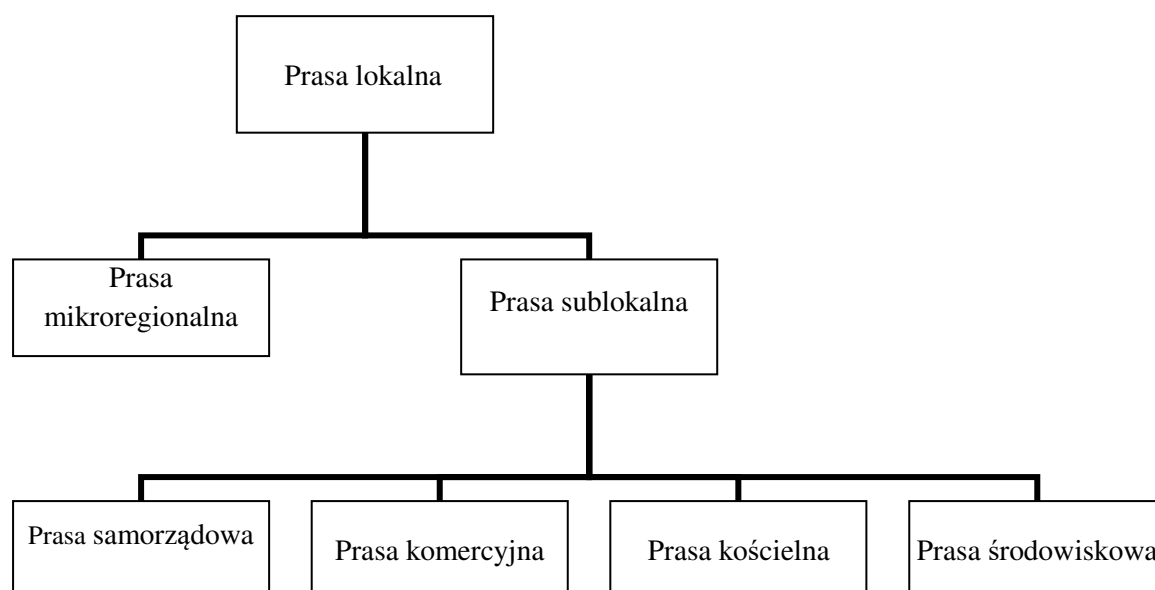 Prasa lokalna
Prasa
mikroregionalna
Prasa sublokalna
Prasa samorządowa
Prasa komercyjna
Prasa kościelna
Prasa środowiskowa